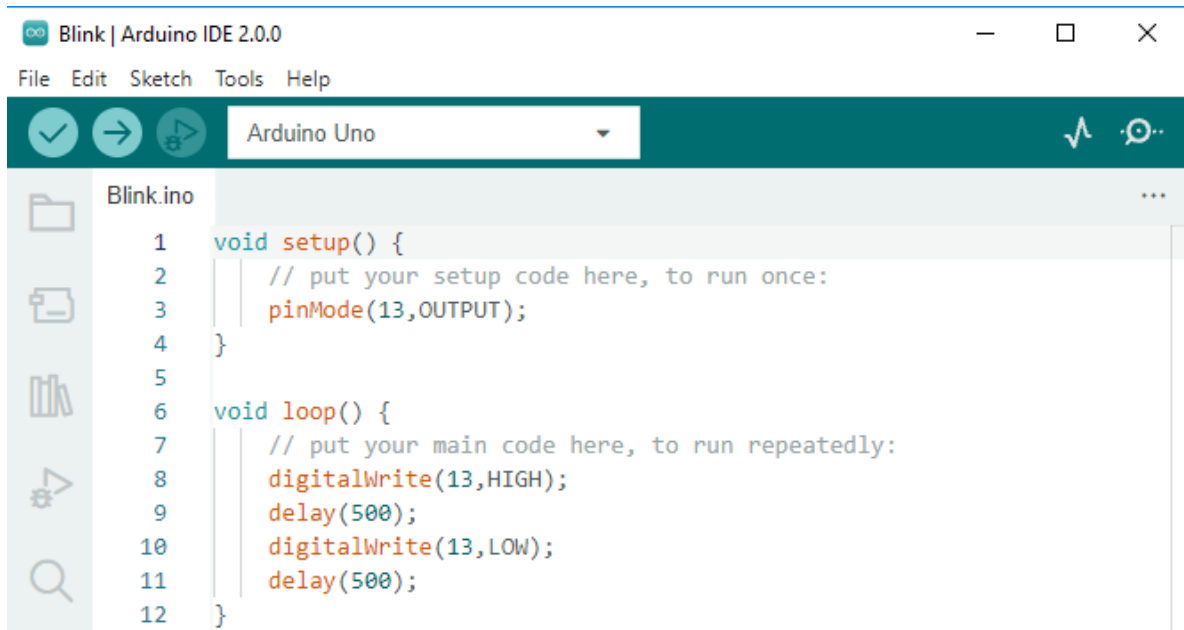 Blink | Arduino IDE 2.0.0
File Edit Sketch Tools Help
Arduino Uno
Blink.ino
1 void setup() {
2 // put your setup code here, to run once:
3 pinMode(13,OUTPUT);
4 }
5
6 void loop() {
7 // put your main code here, to run repeatedly:
8 digitalWrite(13,HIGH);
9 delay(500);
10 digitalWrite(13,LOW);
11 delay(500);
12 }